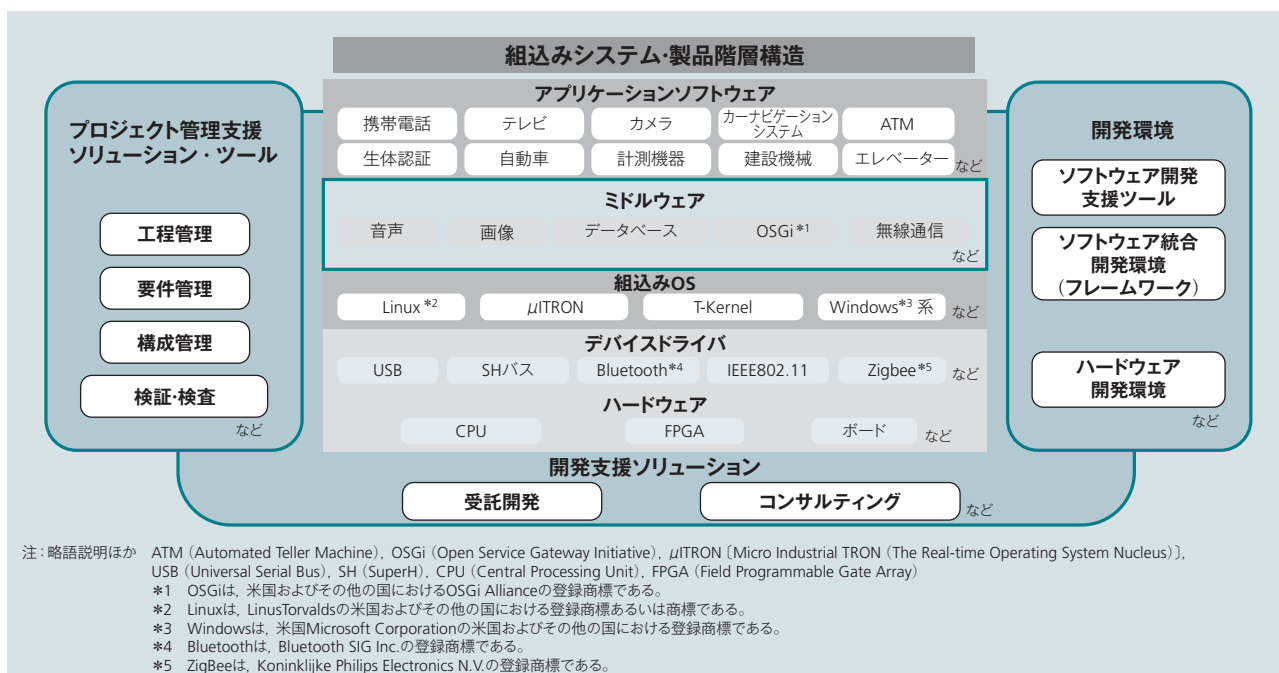 組込みシステム・製品階層構造
プロジェクト管理支援
ソリューション・ツール
工程管理
要件管理
構成管理
検証・検査
など
アプリケーションソフトウェア
携帯電話
テレビ
カメラ
カーナビゲーション
システム
ATM
生体認証
自動車
計測機器
建設機械
エレベーター
など
ミドルウェア
音声
画像
データベース
OSGi*1
無線通信
など
組込みOS
Linux*2
μITRON
T-Kernel
Windows*3 系
など
デバイスドライバ
USB
SHバス
Bluetooth*4
IEEE802.11
Zigbee*5
など
ハードウェア
CPU
FPGA
ボード
など
開発環境
ソフトウェア開発
支援ツール
ソフトウェア統合
開発環境
（フレームワーク）
ハードウェア
開発環境
など
開発支援ソリューション
受託開発
コンサルティング
など
注：略語説明ほか ATM（Automated Teller Machine），OSGi（Open Service Gateway Initiative），μITRON〔Micro Industrial TRON（The Real-time Operating System Nucleus）〕，
USB（Universal Serial Bus），SH（SuperH），CPU（Central Processing Unit），FPGA（Field Programmable Gate Array）
*1 OSGiは，米国およびその他の国におけるOSGi Allianceの登録商標である。
*2 Linuxは，LinusTorvaldsの米国およびその他の国における登録商標あるいは商標である。
*3 Windowsは，米国Microsoft Corporationの米国およびその他の国における登録商標である。
*4 Bluetoothは，Bluetooth SIG Inc.の登録商標である。
*5 ZigBeeは，Koninklijke Philips Electronics N.V.の登録商標である。